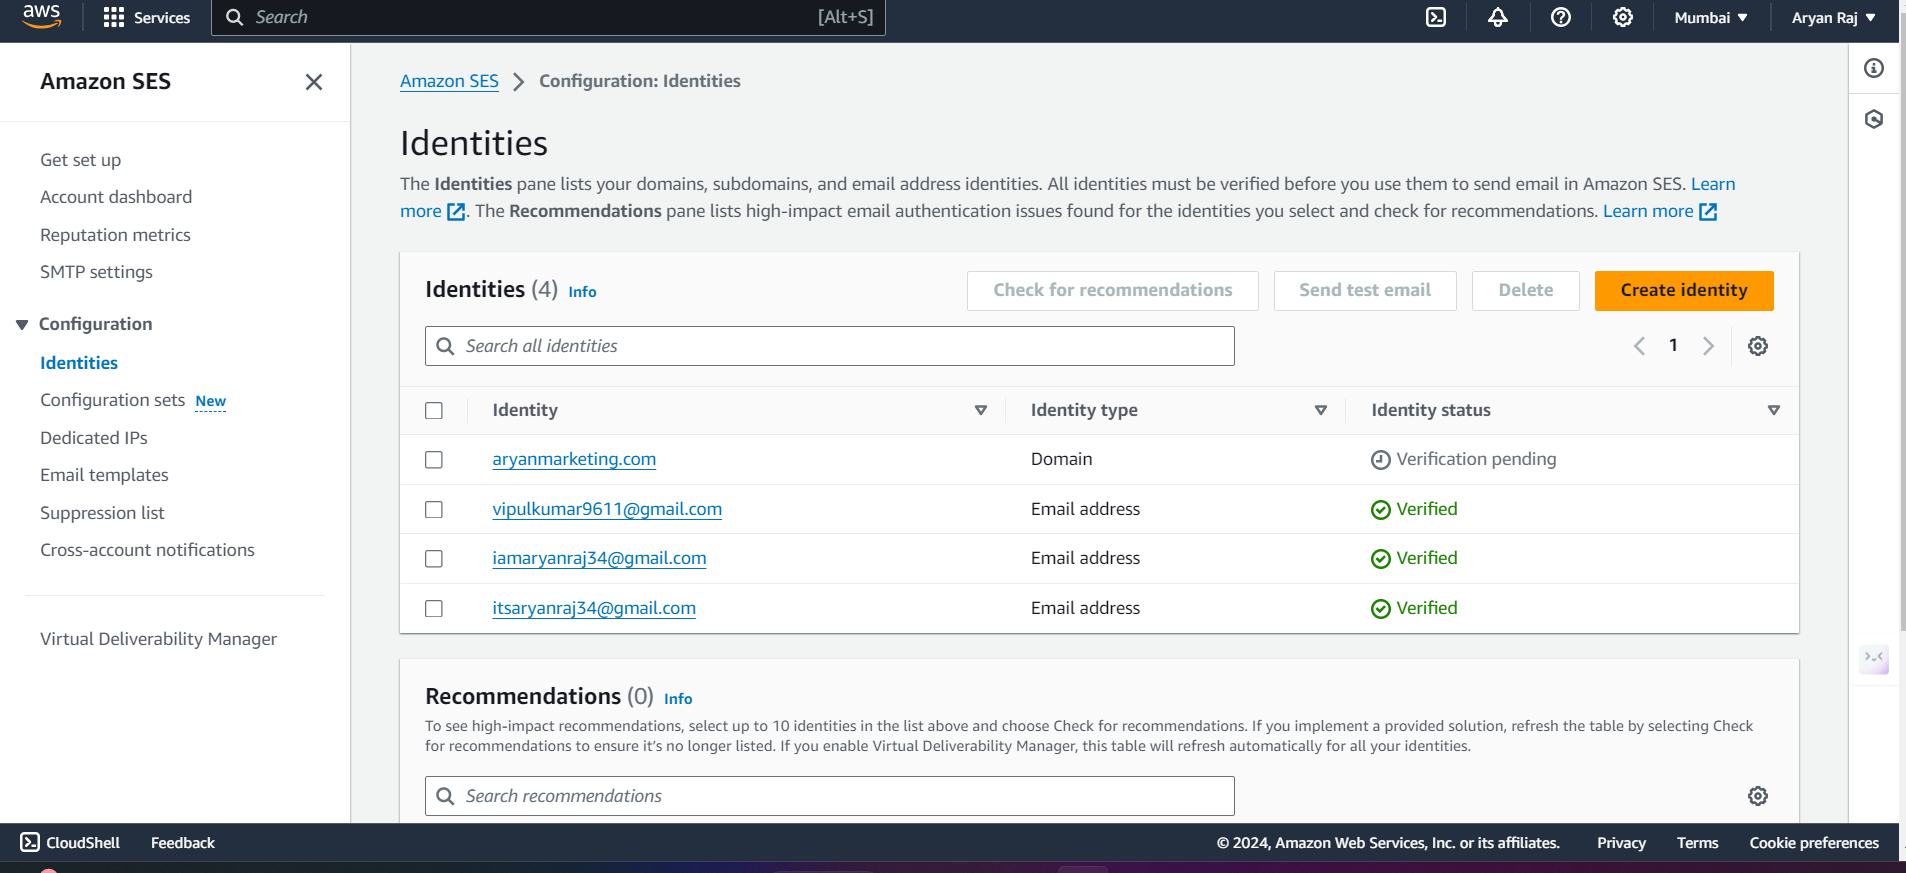 aws
Services
Search
[Alt+S]
Mumbai
Aryan Raj
Amazon SES
Get set up
Account dashboard
Reputation metrics
SMTP settings
Configuration
Identities
Configuration sets New
Dedicated IPs
Email templates
Suppression list
Cross-account notifications
Virtual Deliverability Manager
Amazon SES
Configuration: Identities
Identities
The Identities pane lists your domains, subdomains, and email address identities. All identities must be verified before you use them to send email in Amazon SES. Learn
more . The Recommendations pane lists high-impact email authentication issues found for the identities you select and check for recommendations. Learn more
Identities (4) Info
Check for recommendations
Send test email
Delete
Create identity
Search all identities
1
Identity Identity type Identity status
aryanmarketing.com Domain Verification pending
vipulkumar9611@gmail.com Email address Verified
iamaryanraj34@gmail.com Email address Verified
itsaryanraj34@gmail.com Email address Verified
Recommendations (0) Info
To see high-impact recommendations, select up to 10 identities in the list above and choose Check for recommendations. If you implement a provided solution, refresh the table by selecting Check
for recommendations to ensure it's no longer listed. If you enable Virtual Deliverability Manager, this table will refresh automatically for all your identities.
Search recommendations
CloudShell
Feedback
© 2024, Amazon Web Services, Inc. or its affiliates.
Privacy
Terms
Cookie preferences